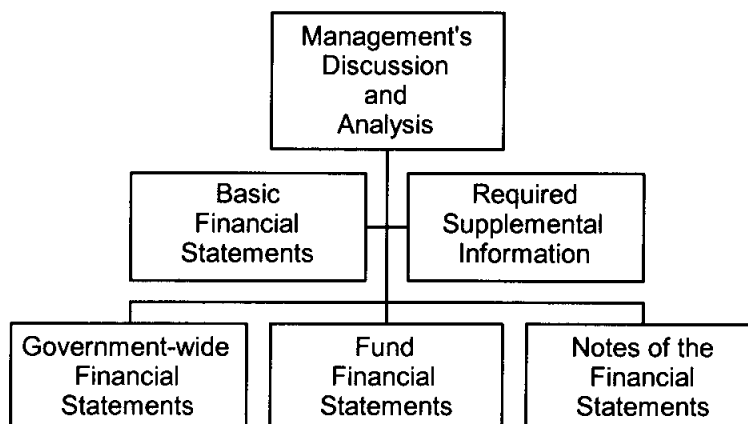 Management's
Discussion
and
Analysis
Basic
Financial
Statements
Required
Supplemental
Information
Government-wide
Financial
Statements
Fund
Financial
Statements
Notes of the
Financial
Statements